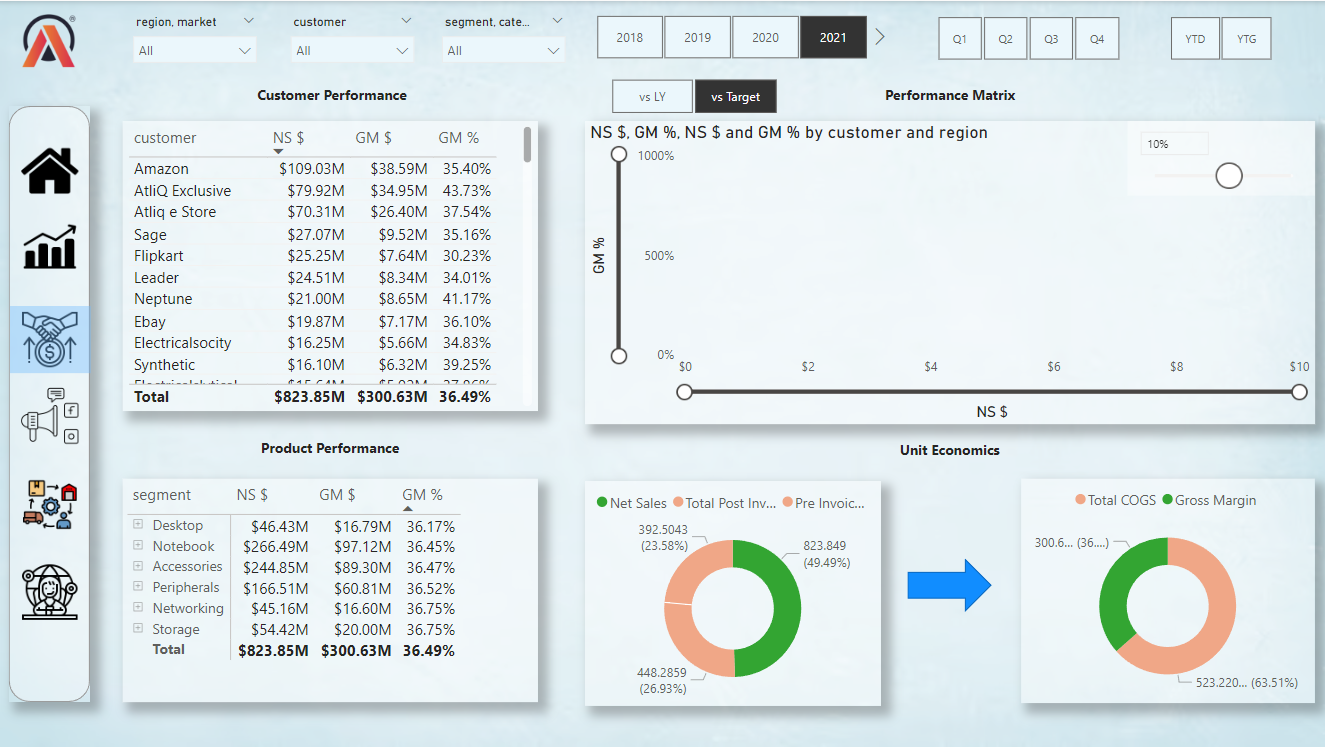 region, market
customer
segment, cate...
All
All
All
2018 2019 2020 2021
Q1 Q2 Q3 Q4
YTD YTG
vs LY vs Target
Customer Performance
customer NS $ GM $ GM %
Amazon $109.03M $38.59M 35.40%
AtliQ Exclusive $79.92M $34.95M 43.73%
Atliq e Store $70.31M $26.40M 37.54%
Sage $27.07M $9.52M 35.16%
Flipkart $25.25M $7.64M 30.23%
Leader $24.51M $8.34M 34.01%
Neptune $21.00M $8.65M 41.17%
Ebay $19.87M $7.17M 36.10%
Electricalsocity $16.25M $5.66M 34.83%
Synthetic $16.10M $6.32M 39.25%
Total $823.85M $300.63M 36.49%
Performance Matrix
NS $, GM %, NS $ and GM % by customer and region
10%
1000%
500%
0%
GM %
$0 $2 $4 $6 $8 $10
NS $
Product Performance
segment NS $ GM $ GM %
Desktop $46.43M $16.79M 36.17%
Notebook $266.49M $97.12M 36.45%
Accessories $244.85M $89.30M 36.47%
Peripherals $166.51M $60.81M 36.52%
Networking $45.16M $16.60M 36.75%
Storage $54.42M $20.00M 36.75%
Total $823.85M $300.63M 36.49%
Unit Economics
Net Sales Total Post Inv... Pre Invoic...
392.5043
(23.58%)
823.849
(49.49%)
448.2859
(26.93%)
Total COGS Gross Margin
300.6... (36....)
523.220... (63.51%)